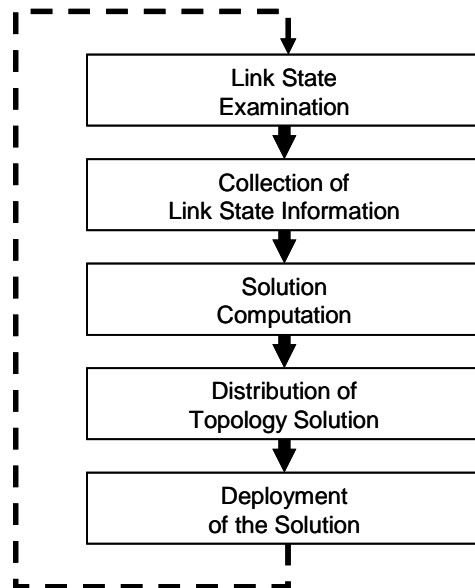 Link State
Examination
Collection of
Link State Information
Solution
Computation
Distribution of
Topology Solution
Deployment
of the Solution